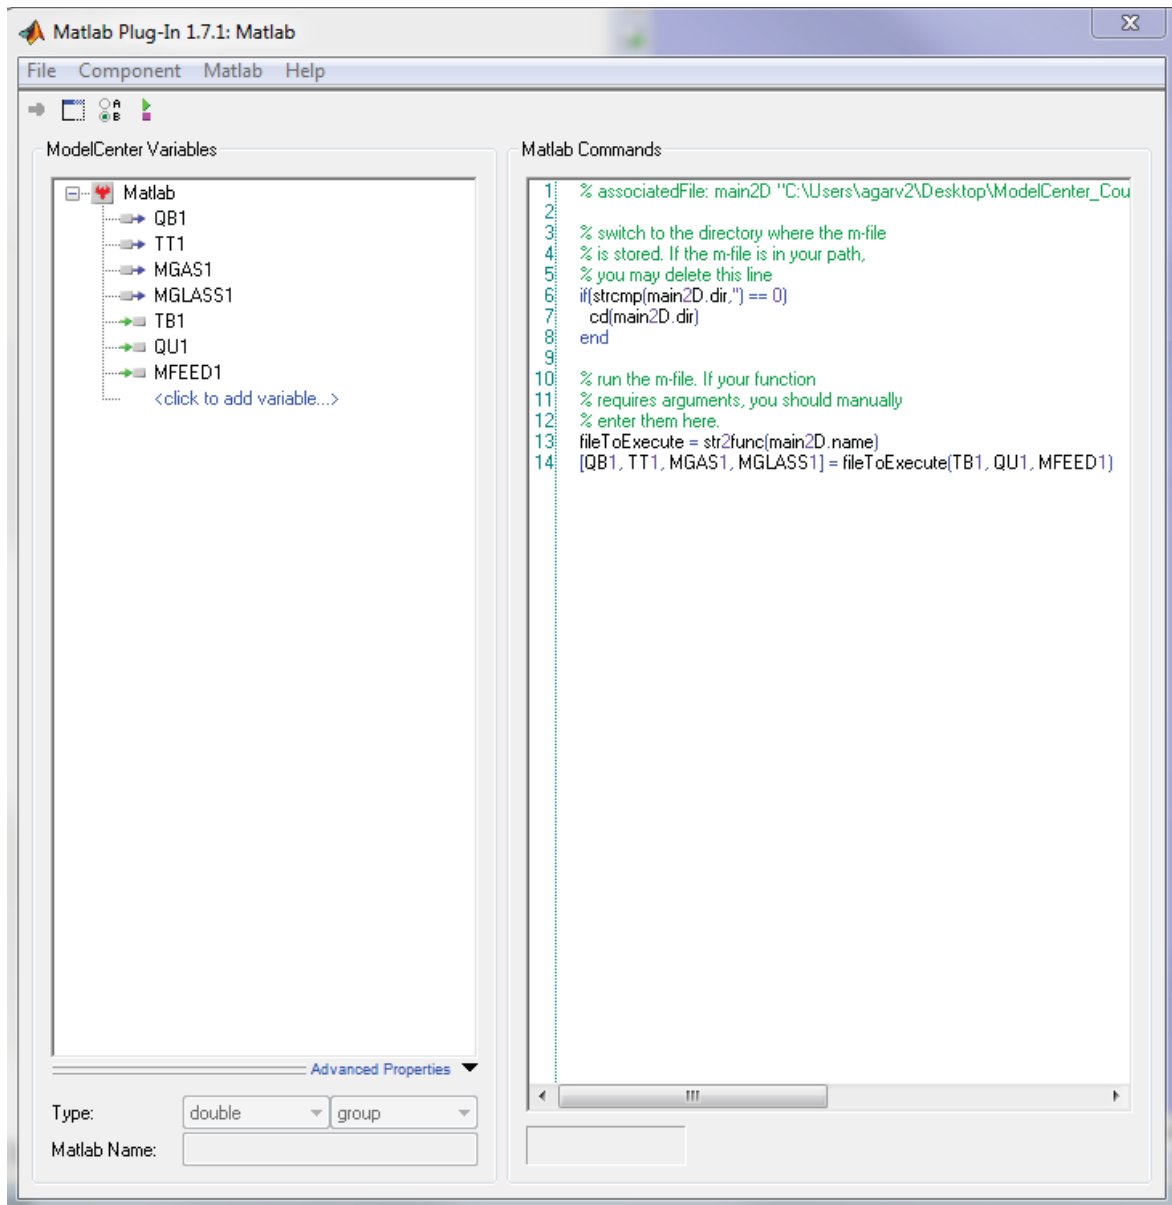 Matlab Plug-In 1.7.1: Matlab
File Component Matlab Help
A
B
ModelCenter Variables
Matlab
QB1
TT1
MGAS1
MGLASS1
TB1
QU1
MFEED1
<click to add variable...>
Advanced Properties
Type: double group
Matlab Name:
Matlab Commands
1 % associatedFile: main2D "C:\Users\agarv2\Desktop\ModelCenter_Cou
2
3 % switch to the directory where the m-file
4 % is stored. If the m-file is in your path,
5 % you may delete this line
6 if(strcmp(main2D.dir,'') == 0)
7 cd(main2D.dir)
8 end
9
10 % run the m-file. If your function
11 % requires arguments, you should manually
12 % enter them here.
13 fileToExecute = str2func(main2D.name)
14 [QB1, TT1, MGAS1, MGLASS1] = fileToExecute(TB1, QU1, MFEED1)